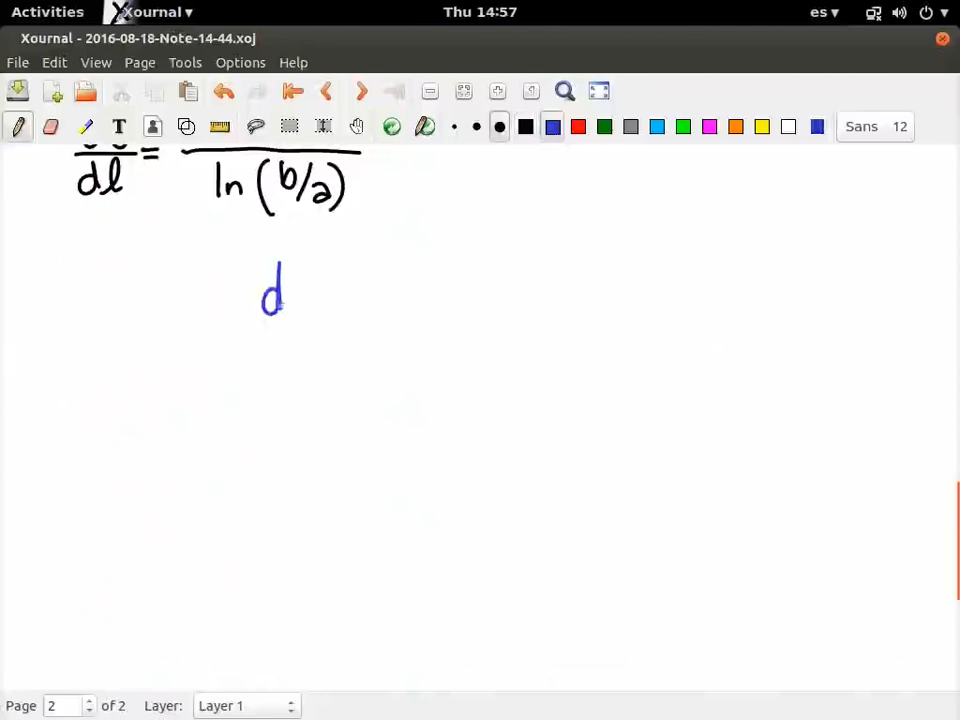 Activities Xournal ▾ Thu 14:57 es ▾
Xournal - 2016-08-18-Note-14-44.xoj
File Edit View Page Tools Options Help
T Sans 12
dl =
ln (b/a)
d
Page 2 of 2 Layer: Layer 1